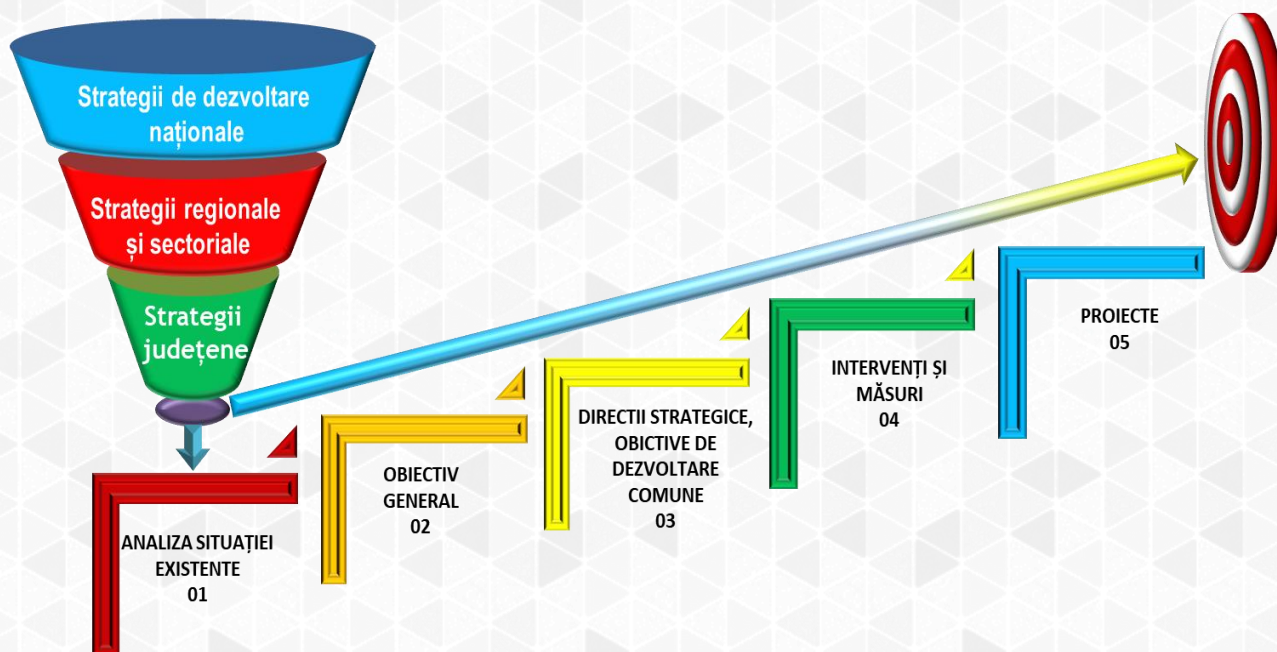 Strategii de dezvoltare
naționale
Strategii regionale
și sectoriale
Strategii
județene
ANALIZA SITUAȚIEI
EXISTENTE
01
OBIECTIV
GENERAL
02
DIRECTII STRATEGICE,
OBICTIVE DE
DEZVOLTARE
COMUNE
03
INTERVENȚI ȘI
MĂSURI
04
PROIECTE
05